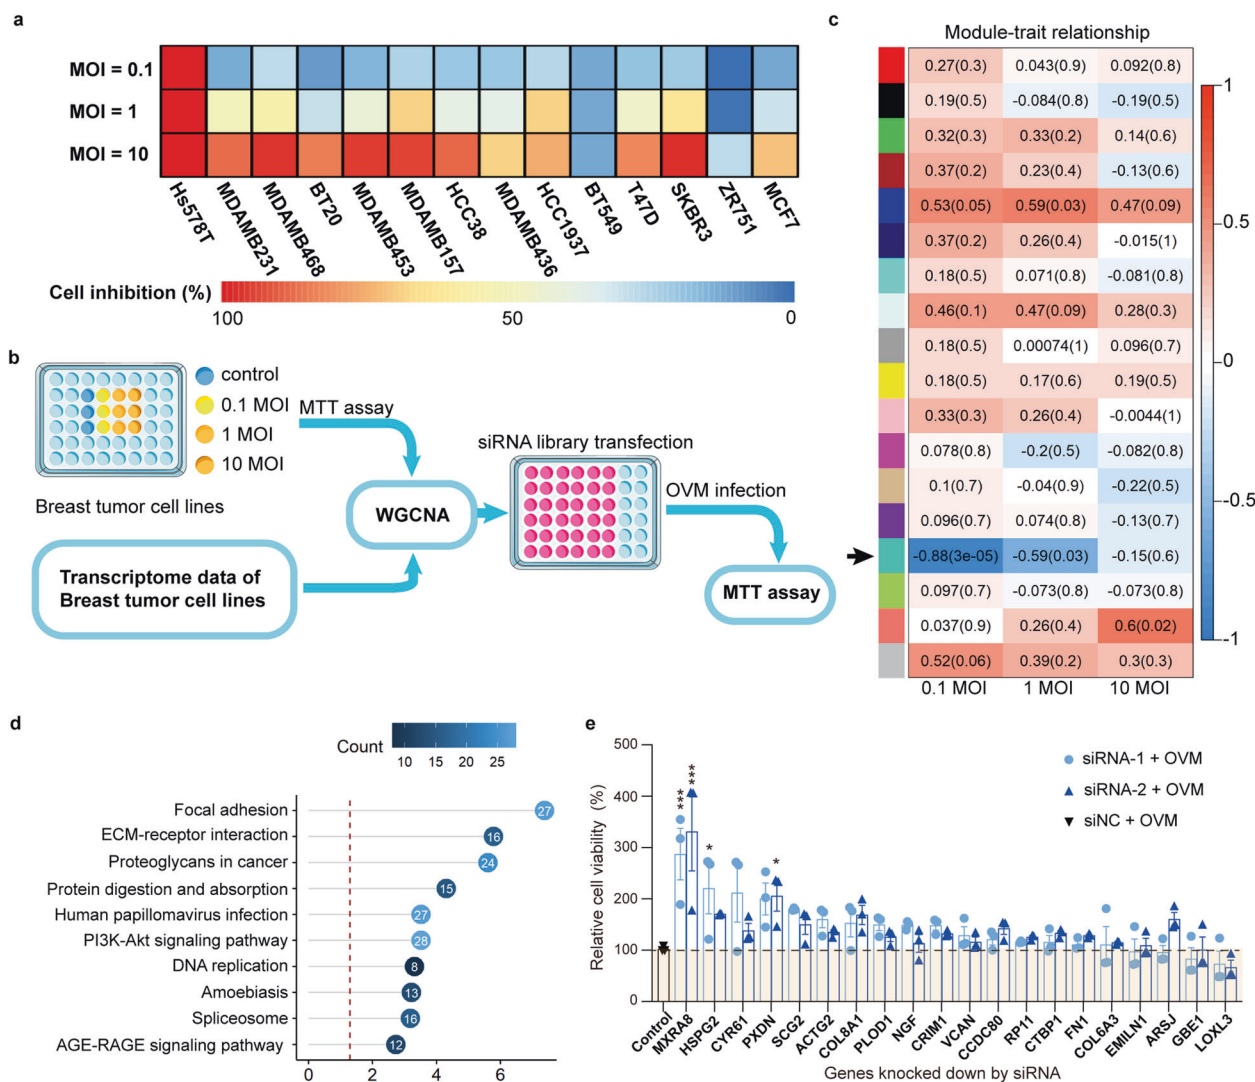 a
MOI = 0.1
MOI = 1
MOI = 10
Hs578T
MDAMB231
MDAMB468
BT20
MDAMB453
MDAMB157
HCC38
MDAMB436
HCC1937
BT549
T47D
SKBR3
ZR751
MCF7
Cell inhibition (%)
100
50
0
b
control
0.1 MOI
1 MOI
10 MOI
MTT assay
Breast tumor cell lines
Transcriptome data of
Breast tumor cell lines
WGCNA
siRNA library transfection
OVM infection
MTT assay
c
Module-trait relationship
0.27(0.3) 0.043(0.9) 0.092(0.8)
0.19(0.5) -0.084(0.8) -0.19(0.5)
0.32(0.3) 0.33(0.2) 0.14(0.6)
0.37(0.2) 0.23(0.4) -0.13(0.6)
0.53(0.05) 0.59(0.03) 0.47(0.09)
0.37(0.2) 0.26(0.4) -0.015(1)
0.18(0.5) 0.071(0.8) -0.081(0.8)
0.46(0.1) 0.47(0.09) 0.28(0.3)
0.18(0.5) 0.00074(1) 0.096(0.7)
0.18(0.5) 0.17(0.6) 0.19(0.5)
0.33(0.3) 0.26(0.4) -0.0044(1)
0.078(0.8) -0.2(0.5) -0.082(0.8)
0.1(0.7) -0.04(0.9) -0.22(0.5)
0.096(0.7) 0.074(0.8) -0.13(0.7)
-0.88(3e-05) -0.59(0.03) -0.15(0.6)
0.097(0.7) -0.073(0.8) -0.073(0.8)
0.037(0.9) 0.26(0.4) 0.6(0.02)
0.52(0.06) 0.39(0.2) 0.3(0.3)
0.1 MOI 1 MOI 10 MOI
1
0.5
0
-0.5
-1
d
Count
10 15 20 25
Focal adhesion 27
ECM-receptor interaction 16
Proteoglycans in cancer 24
Protein digestion and absorption 15
Human papillomavirus infection 27
PI3K-Akt signaling pathway 28
DNA replication 8
Amoebiasis 13
Spliceosome 16
AGE-RAGE signaling pathway 12
0 2 4 6
e
Relative cell viability (%)
500
400
300
200
100
0
***
***
*
*
siRNA-1 + OVM
siRNA-2 + OVM
siNC + OVM
Control
MXRA8
HSPG2
CYR61
PXDN
SCG2
ACTG2
COL8A1
PLOD1
NGF
CRIM1
VCAN
CCDC80
RP11
CTBP1
FN1
COL6A3
EMILN1
ARSJ
GBE1
LOXL3
Genes knocked down by siRNA